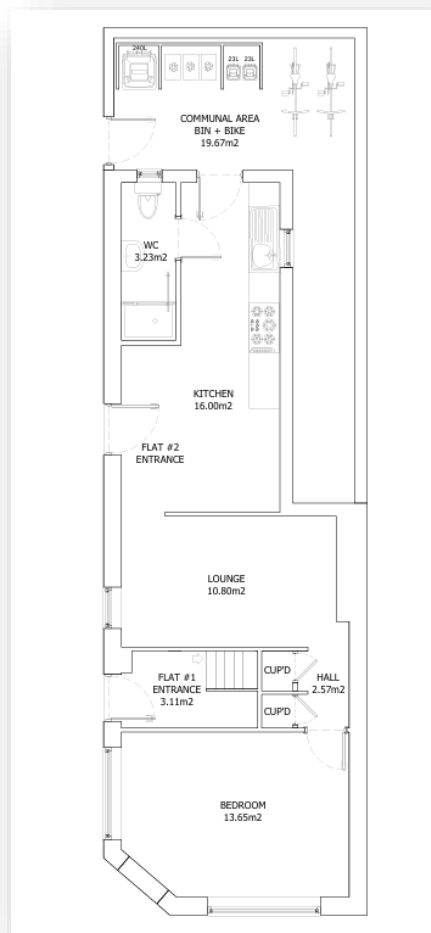 240L
23L 23L
COMMUNAL AREA
BIN + BIKE
19.67m2
WC
3.23m2
KITCHEN
16.00m2
FLAT #2
ENTRANCE
LOUNGE
10.80m2
CUP'D
FLAT #1
ENTRANCE
3.11m2
HALL
2.57m2
CUP'D
BEDROOM
13.65m2